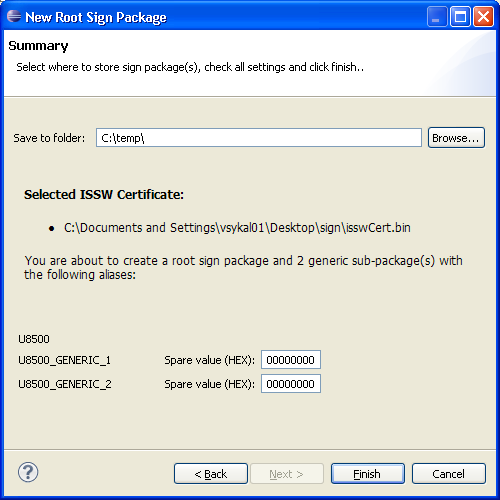 New Root Sign Package
Summary
Select where to store sign package(s), check all settings and click finish..
Save to folder: C:\temp\ Browse...
Selected ISSW Certificate:
• C:\Documents and Settings\vsykal01\Desktop\sign\isswCert.bin
You are about to create a root sign package and 2 generic sub-package(s) with
the following aliases:
U8500
U8500_GENERIC_1 Spare value (HEX): 00000000
U8500_GENERIC_2 Spare value (HEX): 00000000
? < Back Next > Finish Cancel